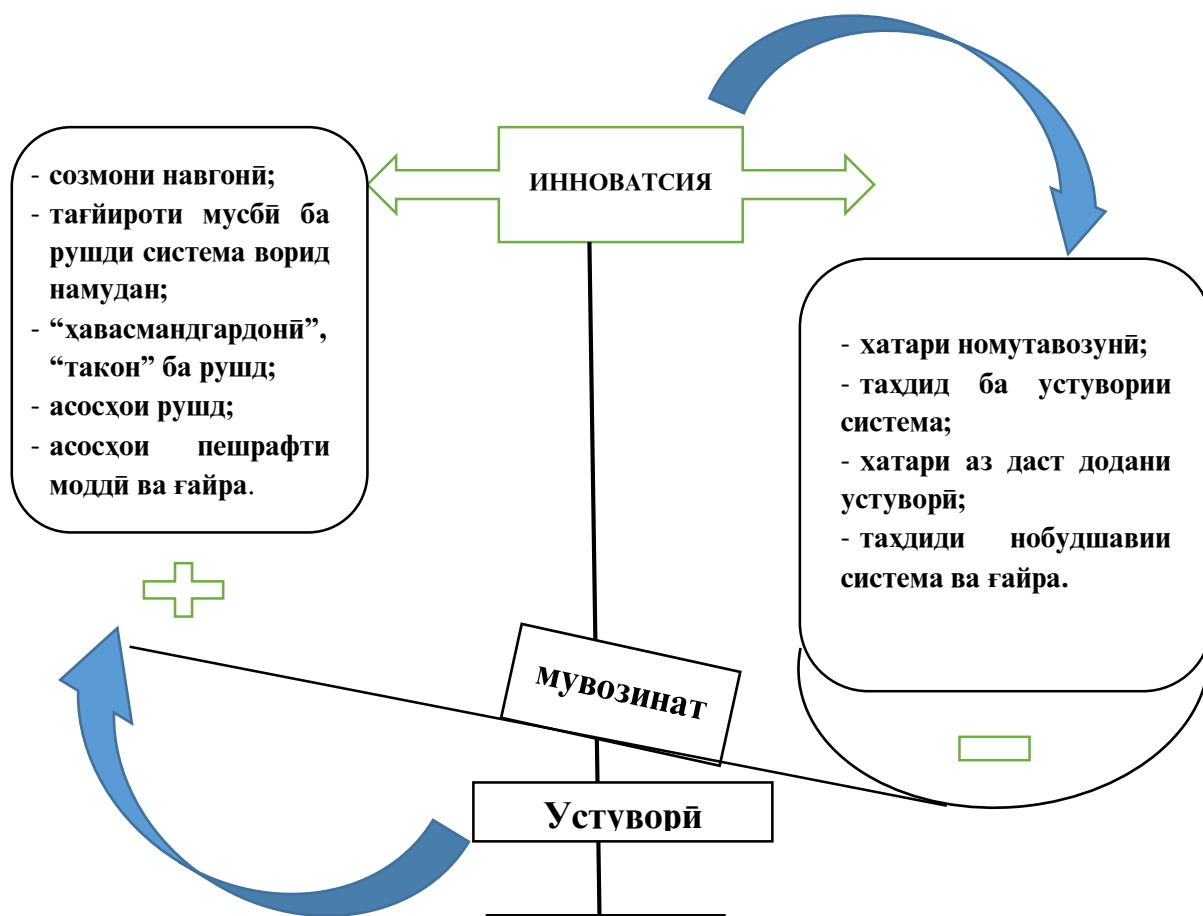 ИННОВАТСИЯ
- созмони навгонӣ;
- тағйироти мусбӣ ба
рушди система ворид
намудан;
- “ҳавасмандгардонӣ”,
“такон” ба рушд;
- асосҳои рушд;
- асосҳои пешрафти
моддӣ ва ғайра.
- хатари номутавозунӣ;
- таҳдид ба устувории
система;
- хатари аз даст додани
устуворӣ;
- таҳдиди нобудшавии
система ва ғайра.
мувозинат
Устуворӣ